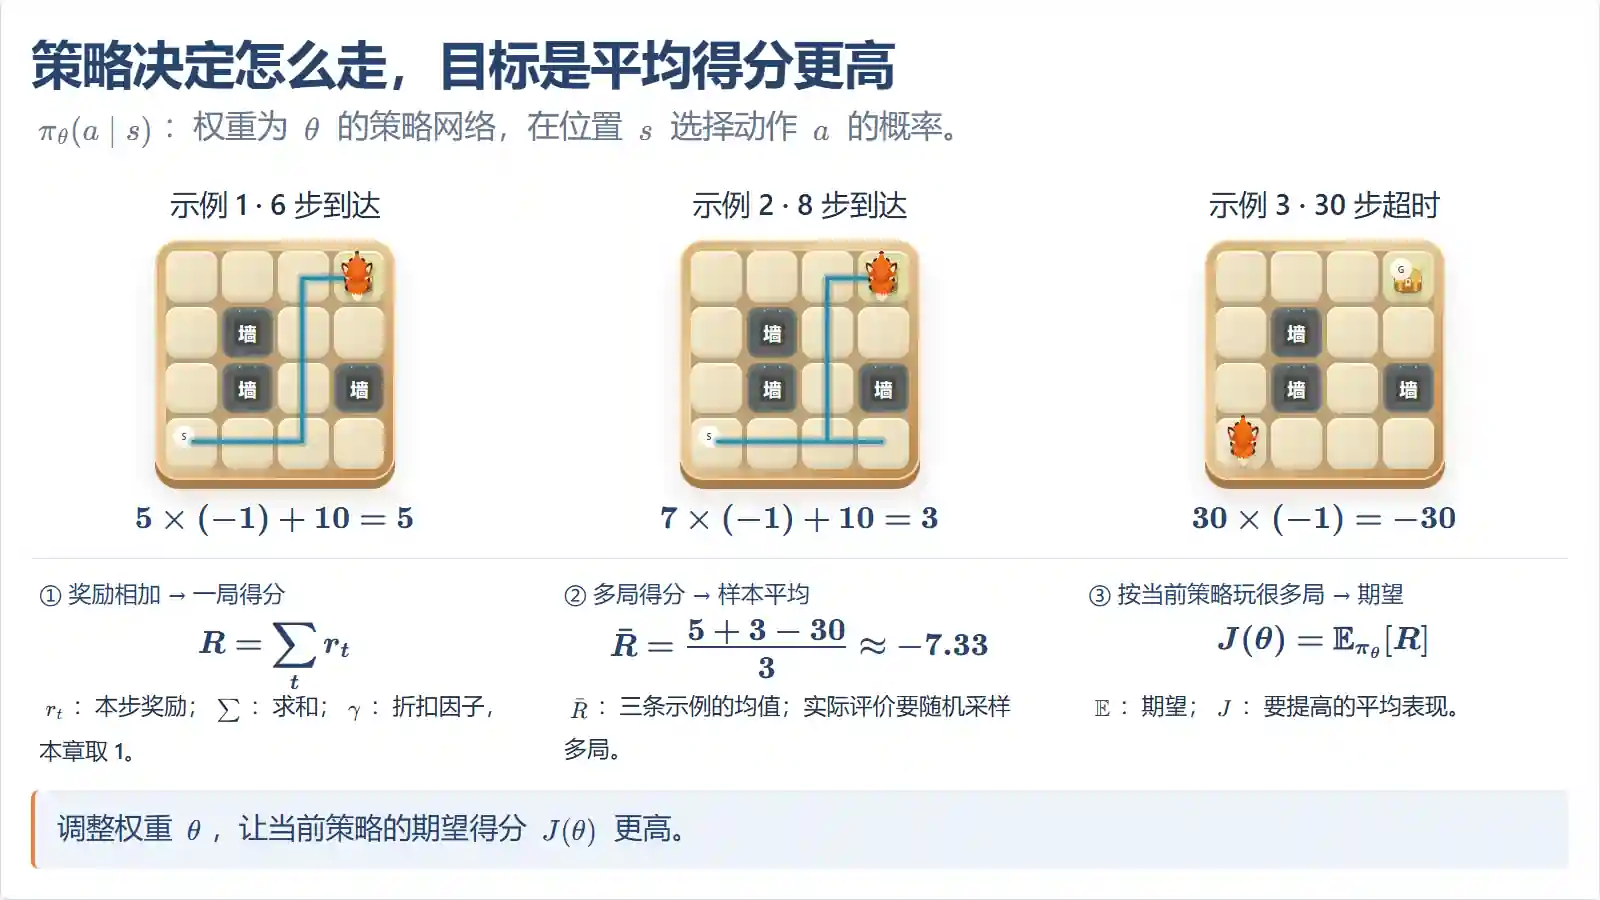 策略决定怎么走，目标是平均得分更高
π_θ(a | s)：权重为 θ 的策略网络，在位置 s 选择动作 a 的概率。
示例 1 · 6 步到达
墙
墙
墙
S
5 × (−1) + 10 = 5
示例 2 · 8 步到达
墙
墙
墙
S
7 × (−1) + 10 = 3
示例 3 · 30 步超时
G
墙
墙
墙
30 × (−1) = −30
① 奖励相加 → 一局得分
R = ∑_t r_t
r_t：本步奖励；∑：求和；γ：折扣因子，
本章取 1。
② 多局得分 → 样本平均
R̄ = (5 + 3 − 30)/3 ≈ −7.33
R̄：三条示例的均值；实际评价要随机采样
多局。
③ 按当前策略玩很多局 → 期望
J(θ) = 𝔼_{π_θ}[R]
𝔼：期望；J：要提高的平均表现。
调整权重 θ，让当前策略的期望得分 J(θ) 更高。